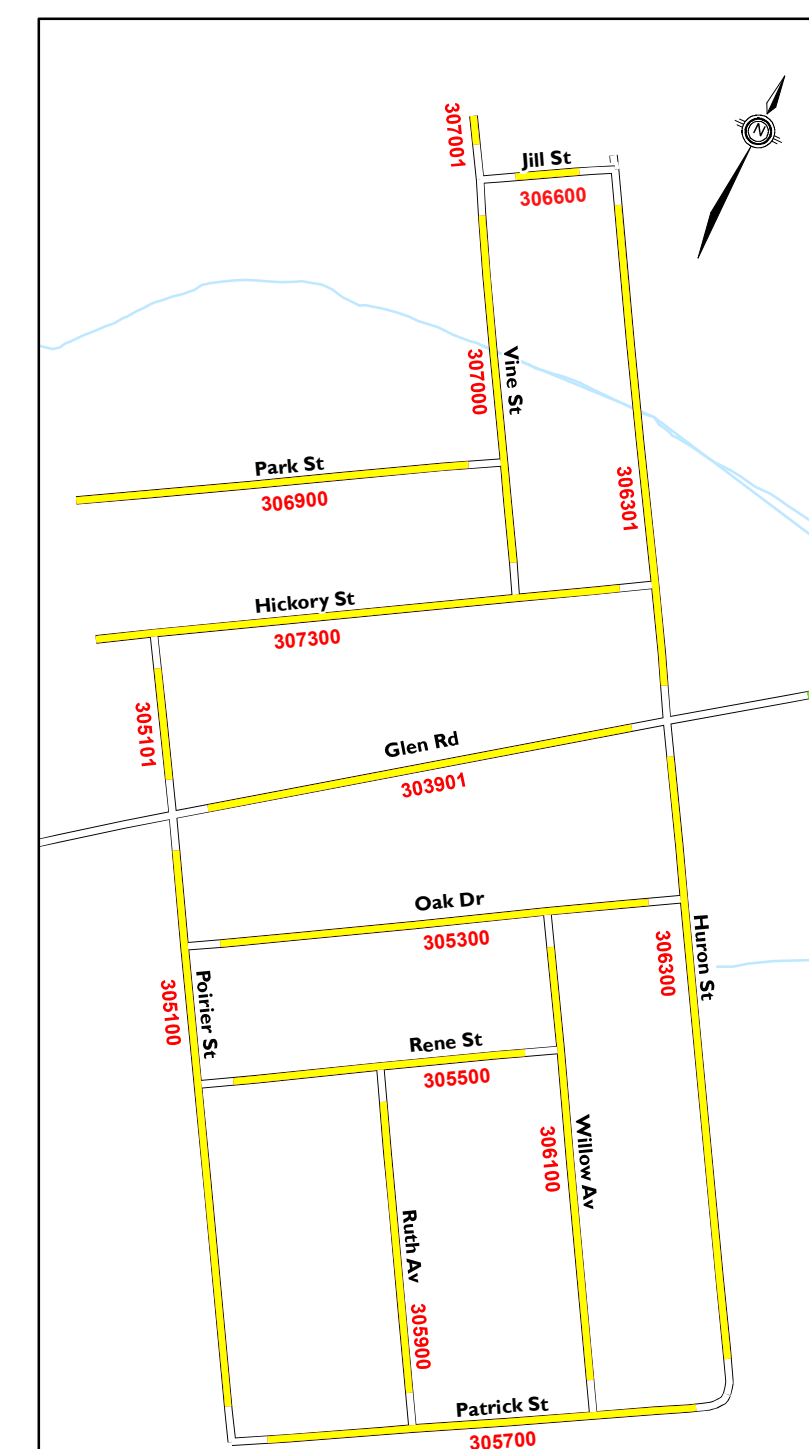 307001
Jill St
306600
N
307000
Vine St
Park St
306900
306301
Hickory St
307300
305101
Glen Rd
303901
Oak Dr
305300
306300
Huron St
305100
Poirier St
Rene St
305500
306100
Willow Av
Ruth Av
305900
Patrick St
305700